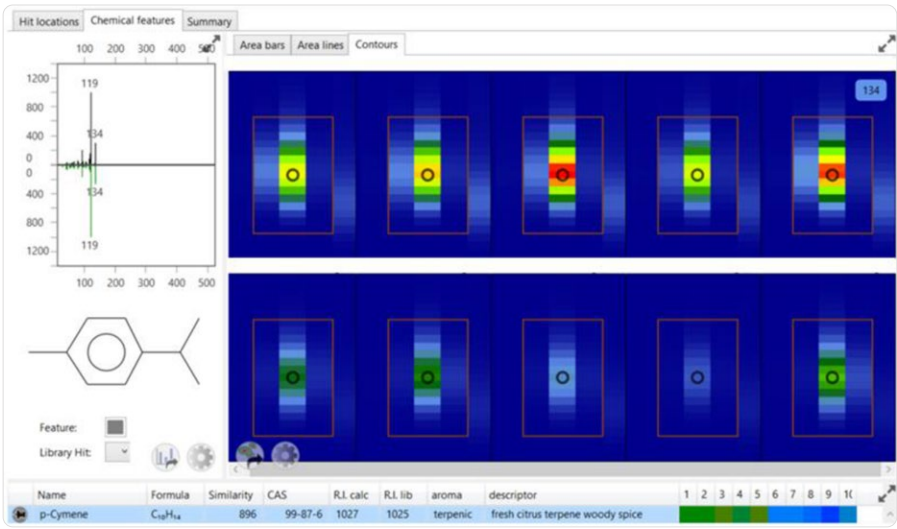 Hit locations Chemical features Summary
Area bars Area lines Contours
100 200 300 400 500
1200
800
400
0
0
400
800
1200
119
134
134
119
100 200 300 400 500
134
Feature:
Library Hit:
Name Formula Similarity CAS R.I. calc R.I. lib aroma descriptor 1 2 3 4 5 6 7 8 9
p-Cymene C₁₀H₁₄ 896 99-87-6 1027 1025 terpenic fresh citrus terpene woody spice